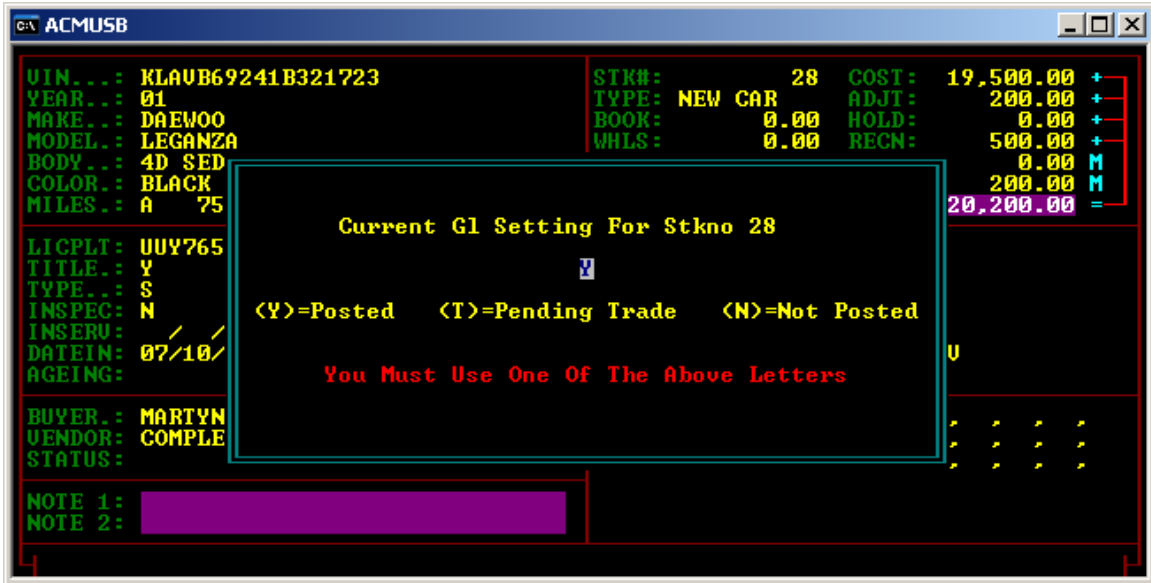 ACMUSB
VIN...: KLAVB69241B321723 STK#: 28 COST: 19,500.00 +
YEAR..: 01 TYPE: NEW CAR ADJT: 200.00 +
MAKE..: DAEWOO BOOK: 0.00 HOLD: 0.00 +
MODEL.: LEGANZA WHLS: 0.00 RECN: 500.00 +
BODY..: 4D SED 0.00 M
COLOR.: BLACK 200.00 M
MILES.: A 75 20,200.00 =
Current Gl Setting For Stkno 28
LICPLT: UUY765
TITLE.: Y
Y
TYPE..: S
INSPEC: N
(Y)=Posted (T)=Pending Trade (N)=Not Posted
INSERV: / /
DATEIN: 07/10/ V
AGEING:
You Must Use One Of The Above Letters
BUYER.: MARTYN , , , ,
VENDOR: COMPLE , , , ,
STATUS: , , , ,
NOTE 1:
NOTE 2: